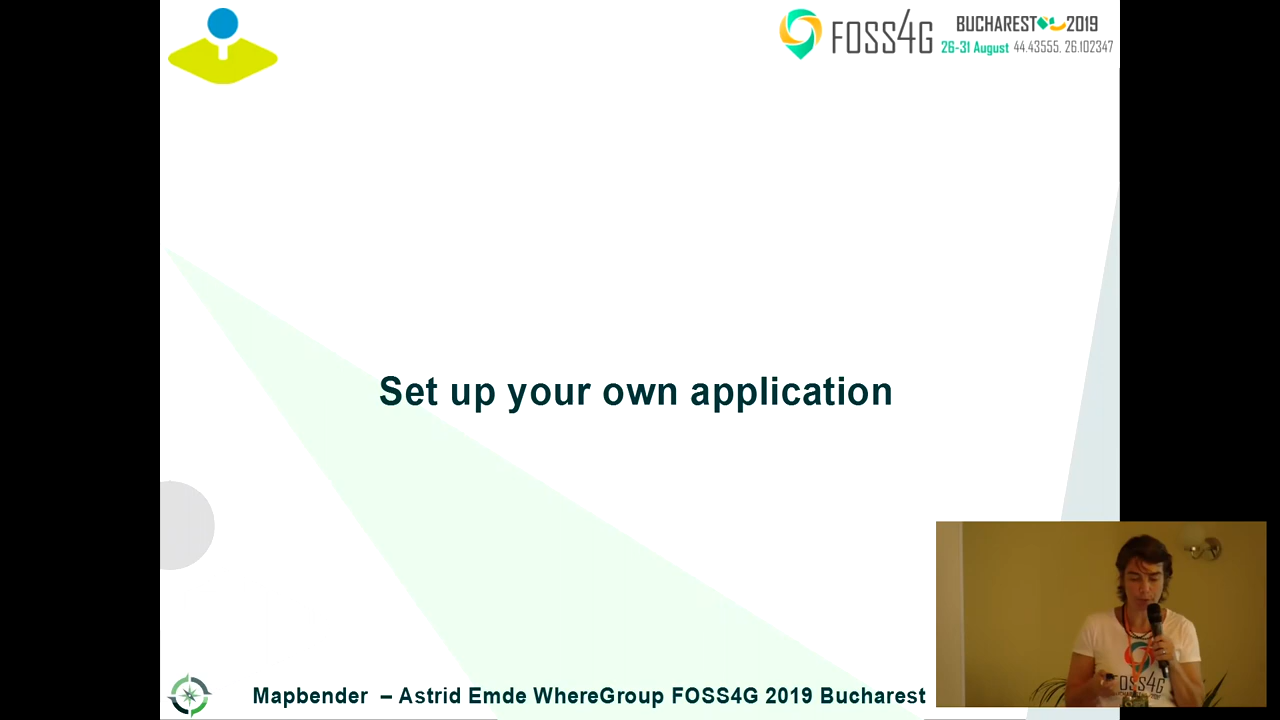 FOSS4G
BUCHAREST 2019
26-31 August 44.43555, 26.102347
Set up your own application
FOSS4G
Mapbender – Astrid Emde WhereGroup FOSS4G 2019 Bucharest